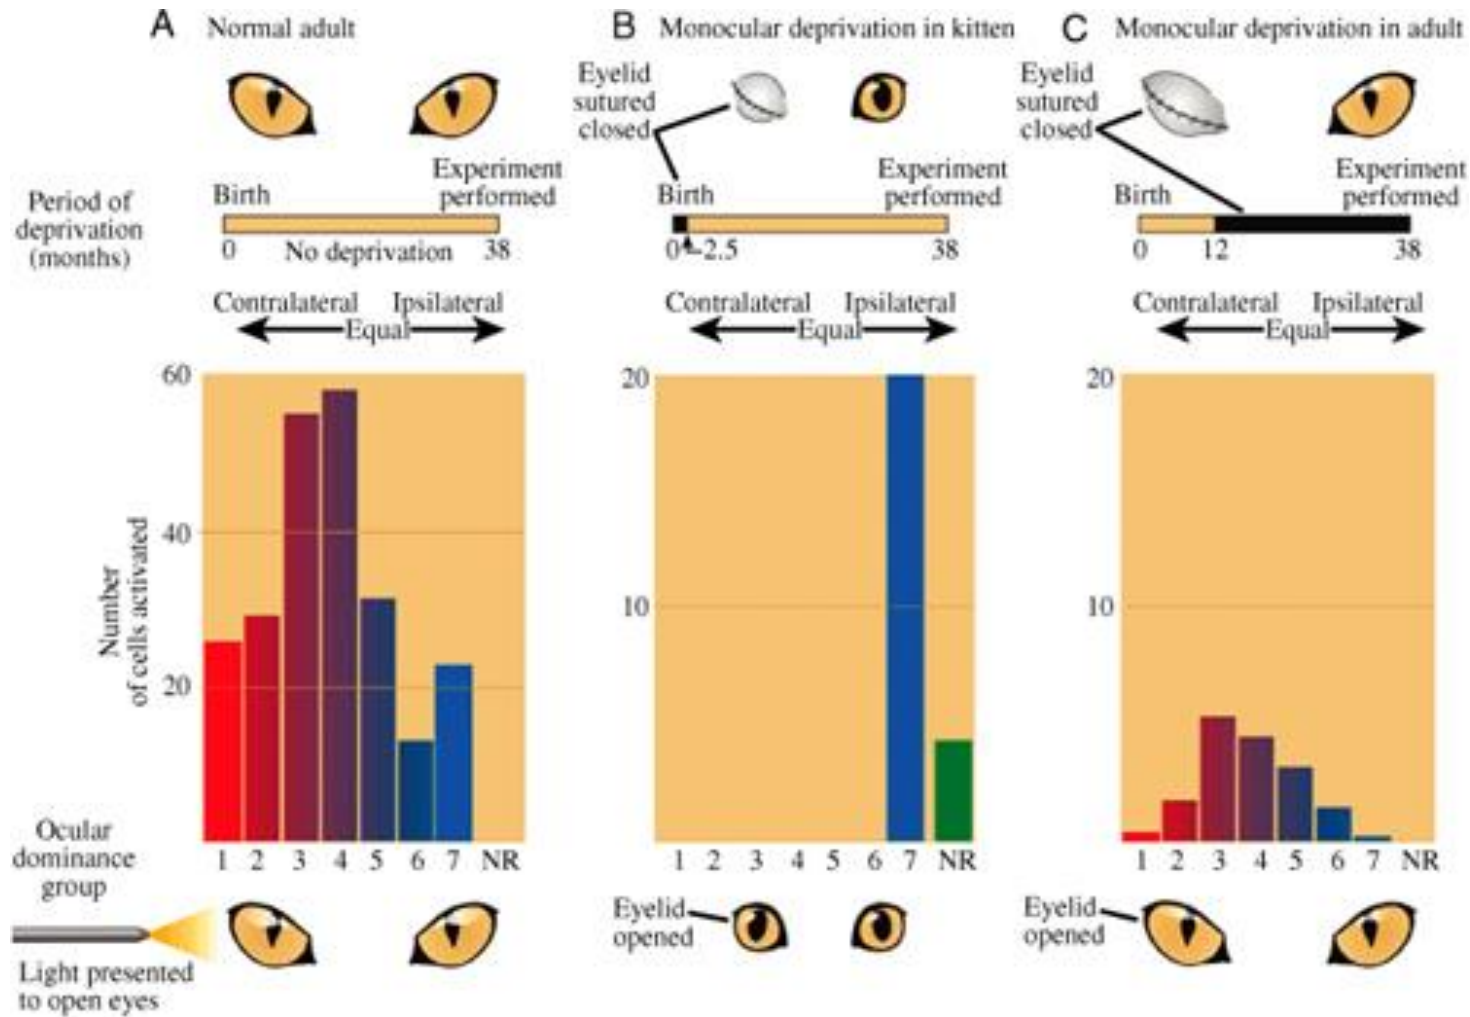 A Normal adult
B Monocular deprivation in kitten
C Monocular deprivation in adult
Eyelid
sutured
closed
Eyelid
sutured
closed
Period of
deprivation
(months)
Birth
Experiment
performed
0 No deprivation 38
Birth
Experiment
performed
0 2.5 38
Birth
Experiment
performed
0 12 38
Contralateral Ipsilateral
Equal
Contralateral Ipsilateral
Equal
Contralateral Ipsilateral
Equal
Number
of cells activated
60
40
20
20
10
20
10
Ocular
dominance
group
1 2 3 4 5 6 7 NR
1 2 3 4 5 6 7 NR
1 2 3 4 5 6 7 NR
Light presented
to open eyes
Eyelid
opened
Eyelid
opened